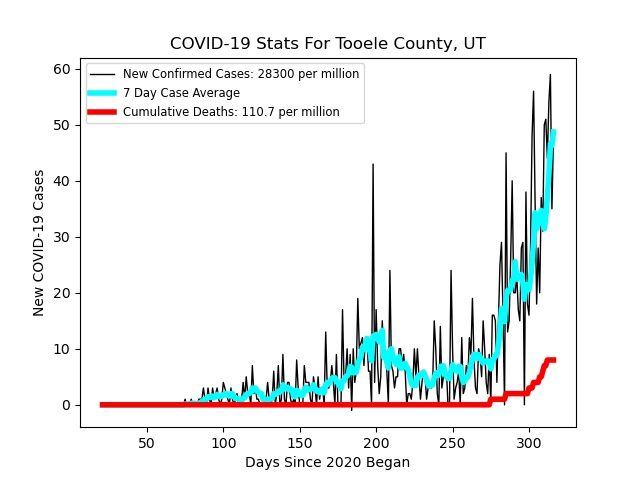 COVID-19 Stats For Tooele County, UT
New Confirmed Cases: 28300 per million
7 Day Case Average
Cumulative Deaths: 110.7 per million
New COVID-19 Cases
60
50
40
30
20
10
0
50 100 150 200 250 300
Days Since 2020 Began